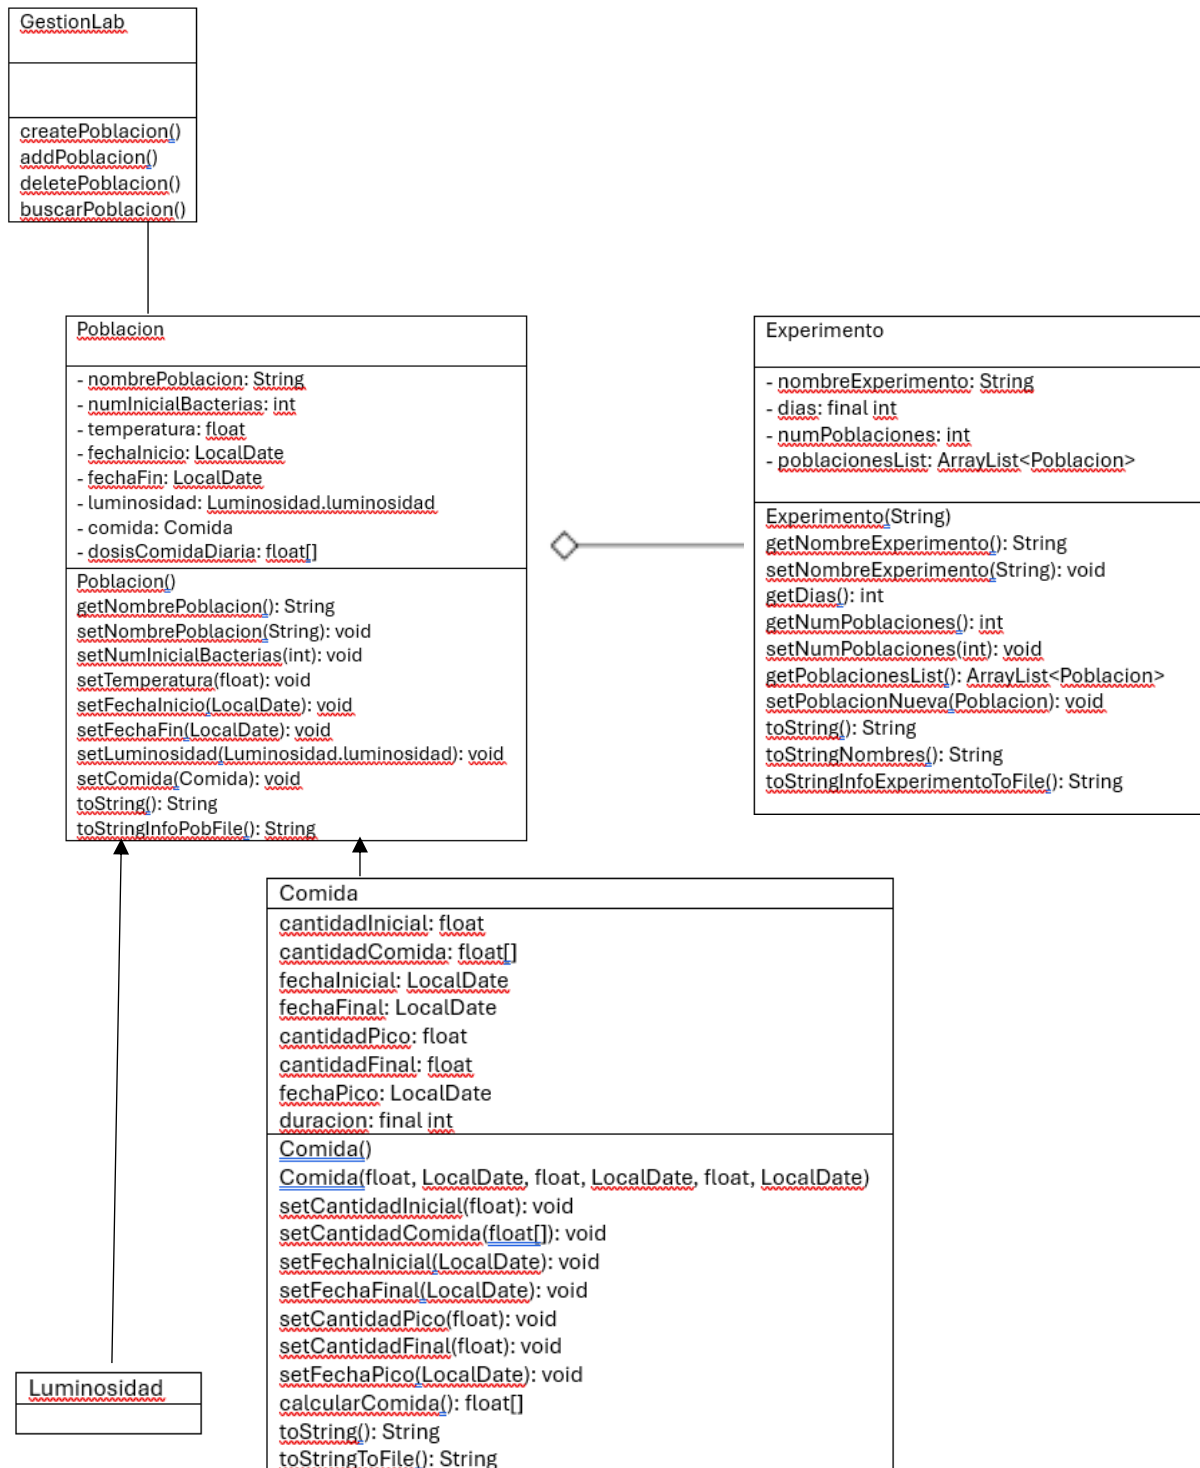 GestionLab
createPoblacion()
addPoblacion()
deletePoblacion()
buscarPoblacion()
Poblacion
- nombrePoblacion: String
- numInicialBacterias: int
- temperatura: float
- fechaInicio: LocalDate
- fechaFin: LocalDate
- luminosidad: Luminosidad.luminosidad
- comida: Comida
- dosisComidaDiaria: float[]
Poblacion()
getNombrePoblacion(): String
setNombrePoblacion(String): void
setNumInicialBacterias(int): void
setTemperatura(float): void
setFechaInicio(LocalDate): void
setFechaFin(LocalDate): void
setLuminosidad(Luminosidad.luminosidad): void
setComida(Comida): void
toString(): String
toStringInfoPobFile(): String
Experimento
- nombreExperimento: String
- dias: final int
- numPoblaciones: int
- poblacionesList: ArrayList<Poblacion>
Experimento(String)
getNombreExperimento(): String
setNombreExperimento(String): void
getDias(): int
getNumPoblaciones(): int
setNumPoblaciones(int): void
getPoblacionesList(): ArrayList<Poblacion>
setPoblacionNueva(Poblacion): void
toString(): String
toStringNombres(): String
toStringInfoExperimentoToFile(): String
Comida
cantidadInicial: float
cantidadComida: float[]
fechaInicial: LocalDate
fechaFinal: LocalDate
cantidadPico: float
cantidadFinal: float
fechaPico: LocalDate
duracion: final int
Comida()
Comida(float, LocalDate, float, LocalDate, float, LocalDate)
setCantidadInicial(float): void
setCantidadComida(float[]): void
setFechaInicial(LocalDate): void
setFechaFinal(LocalDate): void
setCantidadPico(float): void
setCantidadFinal(float): void
setFechaPico(LocalDate): void
calcularComida(): float[]
toString(): String
toStringToFile(): String
Luminosidad